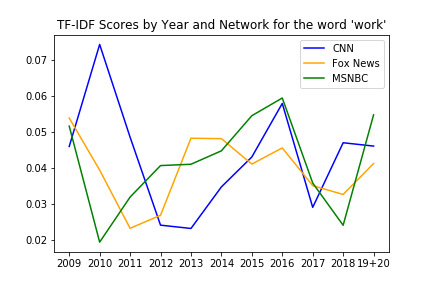 TF-IDF Scores by Year and Network for the word 'work'
CNN
Fox News
MSNBC
0.07
0.06
0.05
0.04
0.03
0.02
2009 2010 2011 2012 2013 2014 2015 2016 2017 2018 19+20